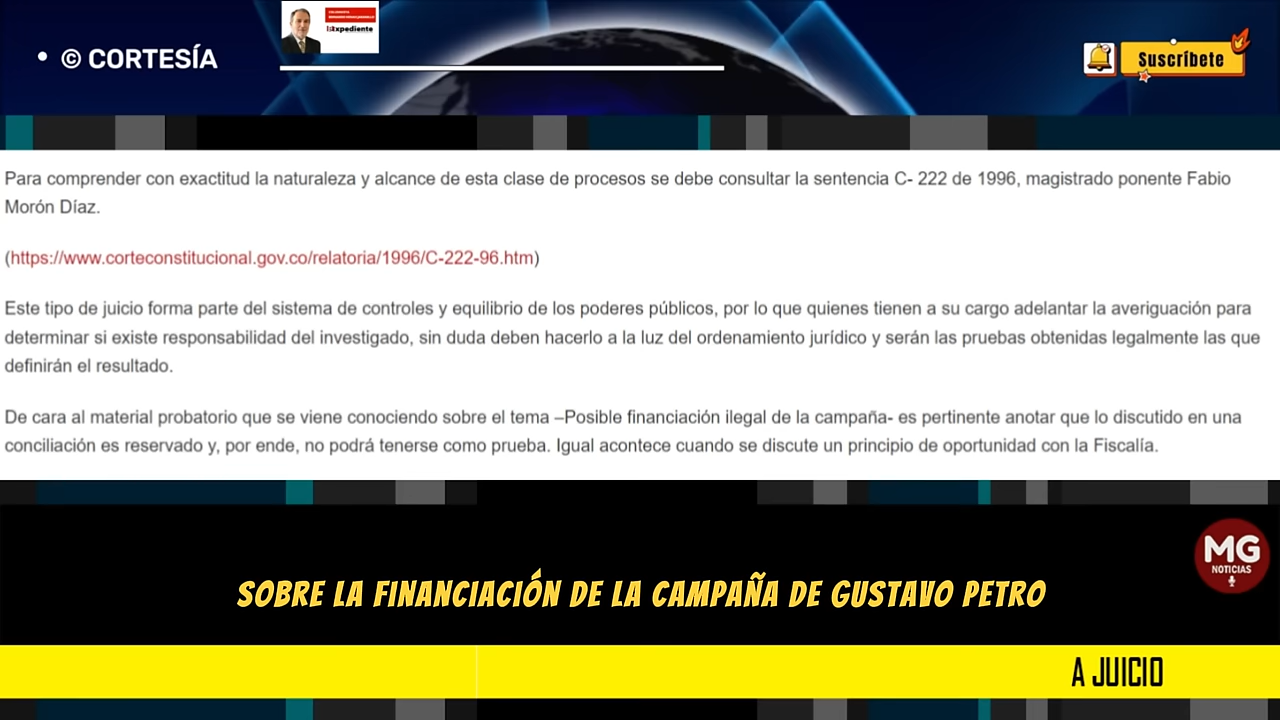 • © CORTESÍA
Expediente
Suscríbete
Para comprender con exactitud la naturaleza y alcance de esta clase de procesos se debe consultar la sentencia C- 222 de 1996, magistrado ponente Fabio
Morón Díaz.
(https://www.corteconstitucional.gov.co/relatoria/1996/C-222-96.htm)
Este tipo de juicio forma parte del sistema de controles y equilibrio de los poderes públicos, por lo que quienes tienen a su cargo adelantar la averiguación para
determinar si existe responsabilidad del investigado, sin duda deben hacerlo a la luz del ordenamiento jurídico y serán las pruebas obtenidas legalmente las que
definirán el resultado.
De cara al material probatorio que se viene conociendo sobre el tema –Posible financiación ilegal de la campaña- es pertinente anotar que lo discutido en una
conciliación es reservado y, por ende, no podrá tenerse como prueba. Igual acontece cuando se discute un principio de oportunidad con la Fiscalía.
MG
NOTICIAS
SOBRE LA FINANCIACIÓN DE LA CAMPAÑA DE GUSTAVO PETRO
A JUICIO